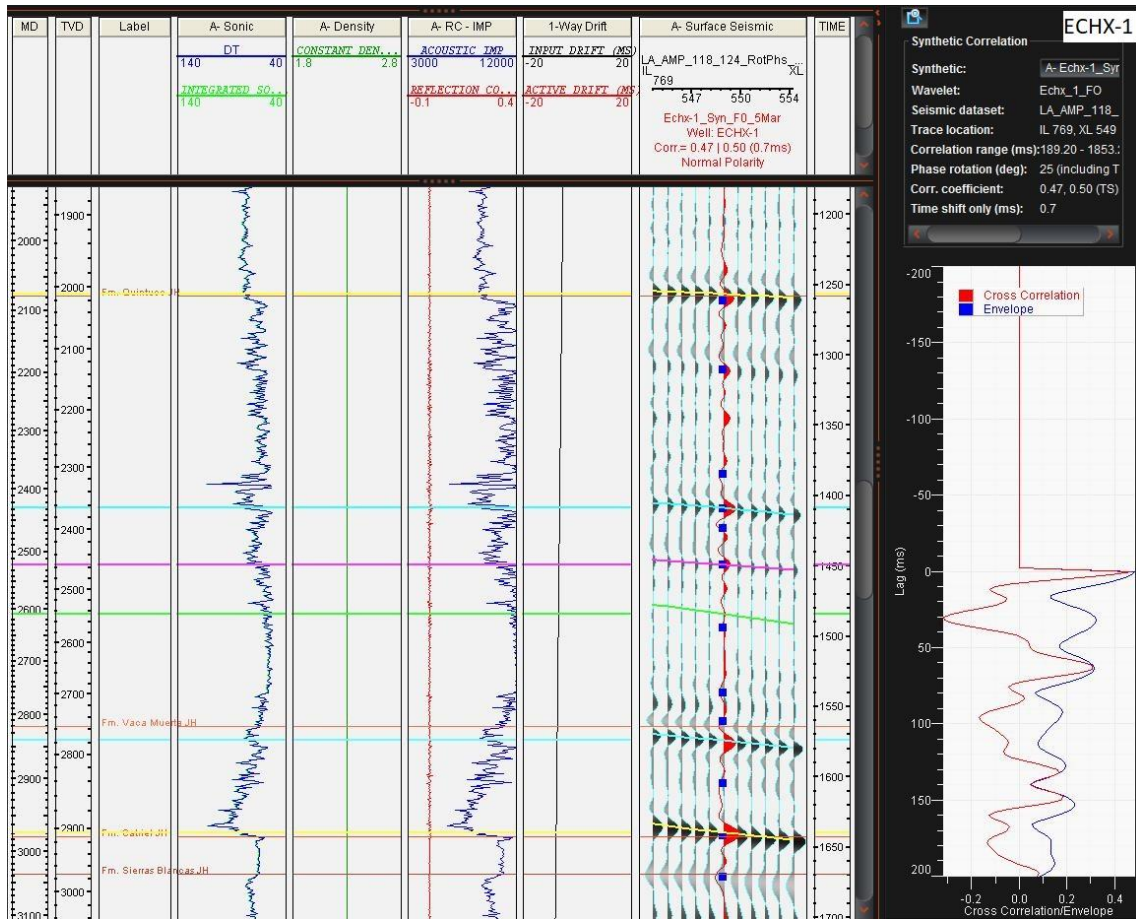 MD TVD Label A- Sonic A- Density A- RC - IMP 1-Way Drift A- Surface Seismic TIME
DT
140 40
INTEGRATED SO...
140 40
CONSTANT DEN...
1.8 2.8
ACOUSTIC IMP
3000 12000
REFLECTION CO...
-0.1 0.4
INPUT DRIFT (MS)
-20 20
ACTIVE DRIFT (MS)
-20 20
LA_AMP_118_124_RotPhs_...
IL XL
769
547 550 554
Echx-1_Syn_F0_5Mar
Well: ECHX-1
Corr.= 0.47 | 0.50 (0.7ms)
Normal Polarity
2000
2100
2200
2300
2400
2500
2600
2700
2800
2900
3000
3100
1900
2000
2100
2200
2300
2400
2500
2600
2700
2800
2900
3000
Fm. Quintuco JH
Fm. Vaca Muerta JH
Fm. Catriel JH
Fm. Sierras Blancas JH
1200
1250
1300
1350
1400
1450
1500
1550
1600
1650
1700
ECHX-1
Synthetic Correlation
Synthetic: A- Echx-1_Syr
Wavelet: Echx_1_FO
Seismic dataset: LA_AMP_118_
Trace location: IL 769, XL 549
Correlation range (ms): 189.20 - 1853.
Phase rotation (deg): 25 (including T
Corr. coefficient: 0.47, 0.50 (TS)
Time shift only (ms): 0.7
Cross Correlation
Envelope
-200
-150
-100
-50
0
50
100
150
200
Lag (ms)
-0.2 0.0 0.2 0.4
Cross Correlation/Envelope